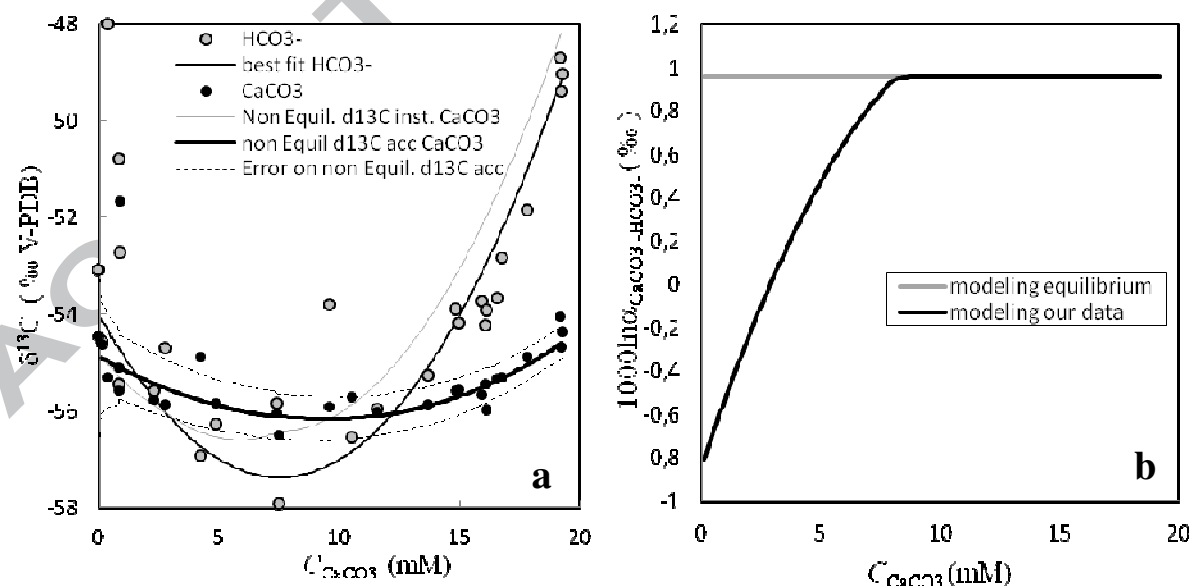 -48
50
-52
-54
-56
-58
0
5
10
15
20
δ13C (‰ V-PDB)
CCaCO3 (mM)
HCO3-
best fit HCO3-
CaCO3
Non Equil. d13C inst. CaCO3
non Equil d13C acc CaCO3
Error on non Equil. d13C acc
a
1,2
1
0,8
0,6
0,4
0,2
0
-0,2
-0,4
-0,6
0,8
-1
0
5
10
15
20
1000lnαCaCO3-HCO3- (‰)
CCaCO3 (mM)
modeling equilibrium
modeling our data
b
AC